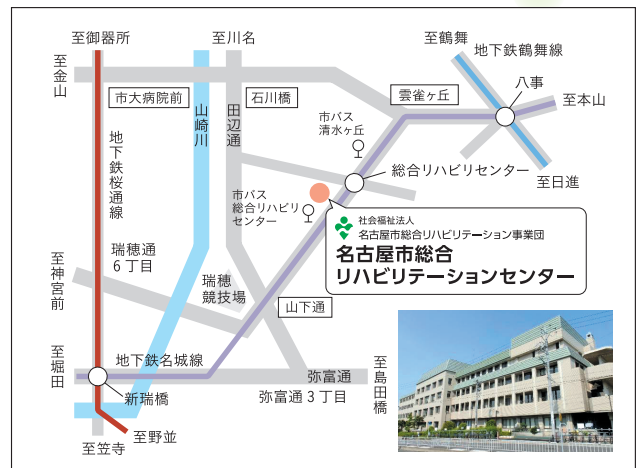 至御器所
至川名
至鶴舞
地下鉄鶴舞線
至金山
市大病院前
石川橋
雲雀ヶ丘
八事
至本山
山崎川
田辺通
市バス
清水ヶ丘
地下鉄桜通線
総合リハビリセンター
至日進
市バス
総合リハビリ
センター
社会福祉法人
名古屋市総合リハビリテーション事業団
名古屋市総合
リハビリテーションセンター
瑞穂通
6丁目
至神宮前
瑞穂
競技場
山下通
至堀田
地下鉄名城線
弥富通
至島田橋
新瑞橋
弥富通3丁目
至野並
至笠寺